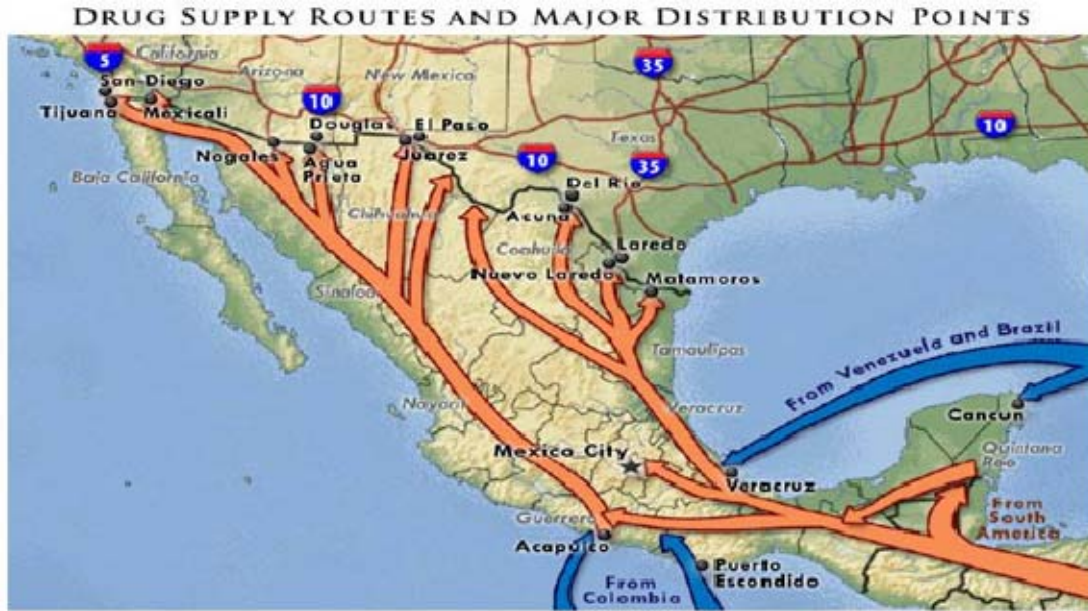 DRUG SUPPLY ROUTES AND MAJOR DISTRIBUTION POINTS
5
California
San Diego
Tijuana
Mexicali
Arizona
New Mexico
10
Douglas
El Paso
Nogales
Agua
Prieta
Juarez
Baja California
Chihuahua
35
Texas
10
35
10
Del Rio
Acuna
Coahuila
Laredo
Nuevo Laredo
Matamoros
Sinaloa
Tamaulipas
Nayarit
Veracruz
From Venezuela and Brazil
Cancun
Quintana
Roo
Mexico City
Veracruz
From
South
America
Guerrero
Acapulco
Puerto
Escondido
From
Colombia